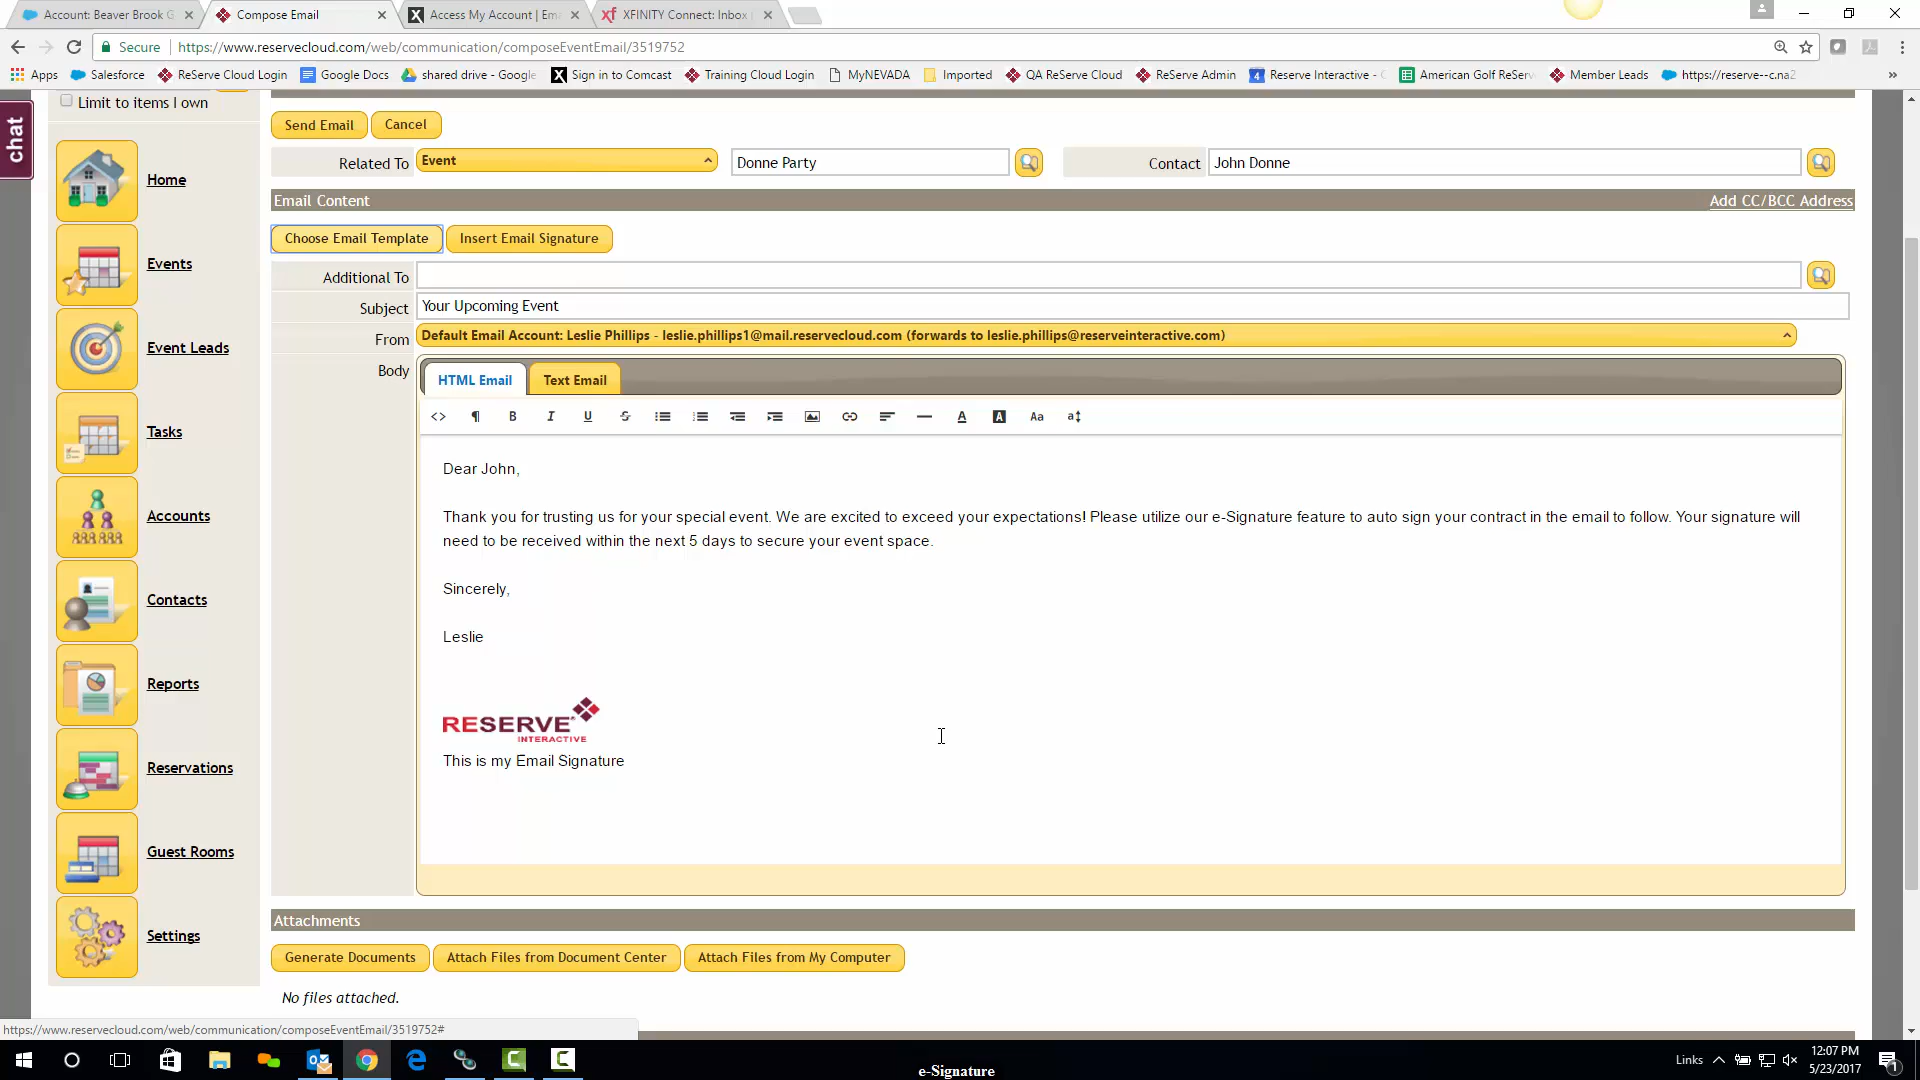 Account: Beaver Brook G
Compose Email
Access My Account | Ema
XFINITY Connect: Inbox (
Secure
https://www.reservecloud.com/web/communication/composeEventEmail/3519752
Apps
Salesforce
ReServe Cloud Login
Google Docs
shared drive - Google
Sign in to Comcast
Training Cloud Login
MyNEVADA
Imported
QA ReServe Cloud
ReServe Admin
Reserve Interactive -
American Golf ReServ
Member Leads
https://reserve--c.na2
»
chat
Limit to items I own
Home
Events
Event Leads
Tasks
Accounts
Contacts
Reports
Reservations
Guest Rooms
Settings
Send Email
Cancel
Related To
Event
Donne Party
Contact
John Donne
Email Content
Add CC/BCC Address
Choose Email Template
Insert Email Signature
Additional To
Subject
Your Upcoming Event
From
Default Email Account: Leslie Phillips - leslie.phillips1@mail.reservecloud.com (forwards to leslie.phillips@reserveinteractive.com)
Body
HTML Email
Text Email
<> ¶ B I U S A A Aa a
Dear John,
Thank you for trusting us for your special event. We are excited to exceed your expectations! Please utilize our e-Signature feature to auto sign your contract in the email to follow. Your signature will
need to be received within the next 5 days to secure your event space.
Sincerely,
Leslie
RESERVE
INTERACTIVE
This is my Email Signature
Attachments
Generate Documents
Attach Files from Document Center
Attach Files from My Computer
No files attached.
https://www.reservecloud.com/web/communication/composeEventEmail/3519752#
e-Signature
Links
12:07 PM
5/23/2017
1